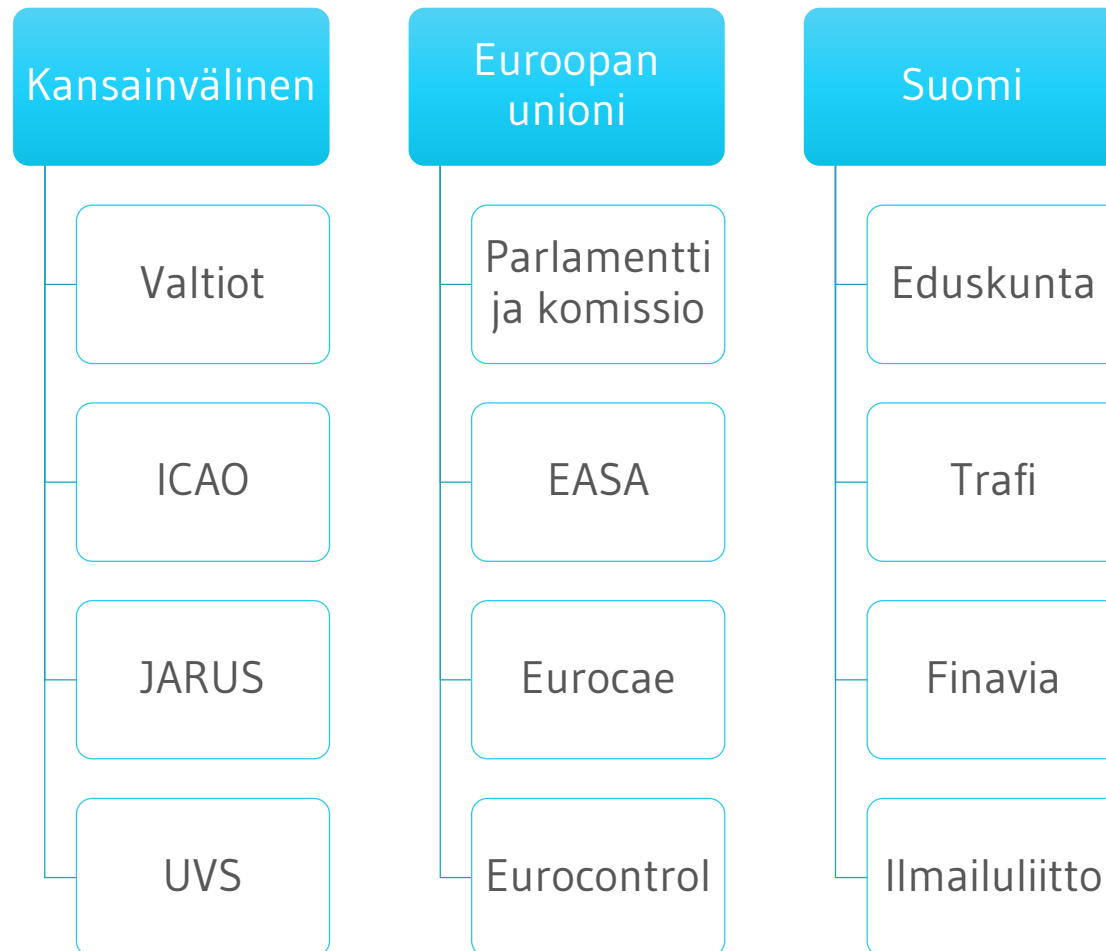 Kansainvälinen
Valtiot
ICAO
JARUS
UVS
Euroopan
unioni
Parlamentti
ja komissio
EASA
Eurocae
Eurocontrol
Suomi
Eduskunta
Trafi
Finavia
Ilmailuliitto